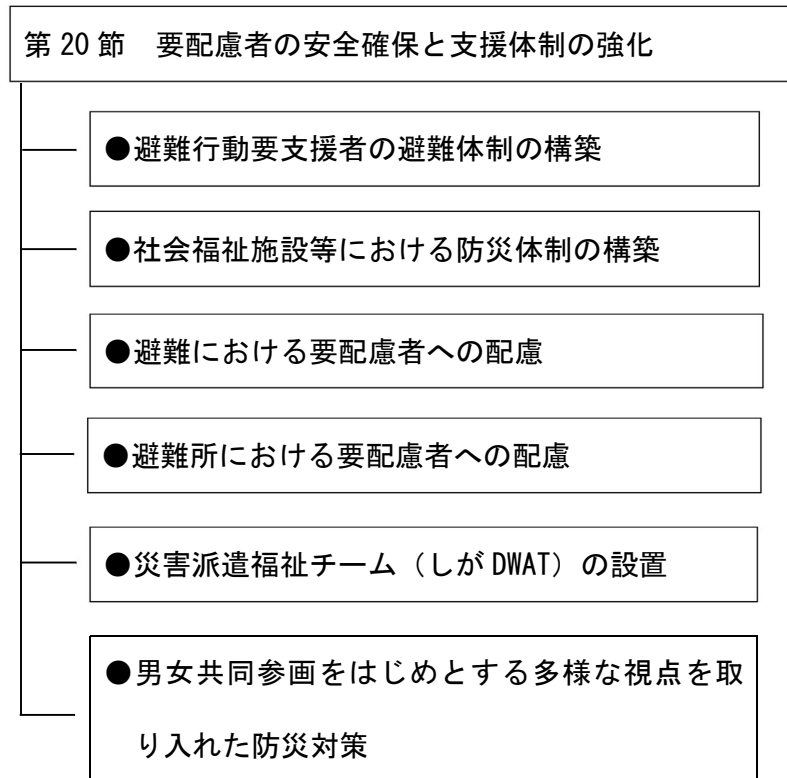 第 20 節　要配慮者の安全確保と支援体制の強化
●避難行動要支援者の避難体制の構築
●社会福祉施設等における防災体制の構築
●避難における要配慮者への配慮
●避難所における要配慮者への配慮
●災害派遣福祉チーム（しが DWAT）の設置
●男女共同参画をはじめとする多様な視点を取
り入れた防災対策